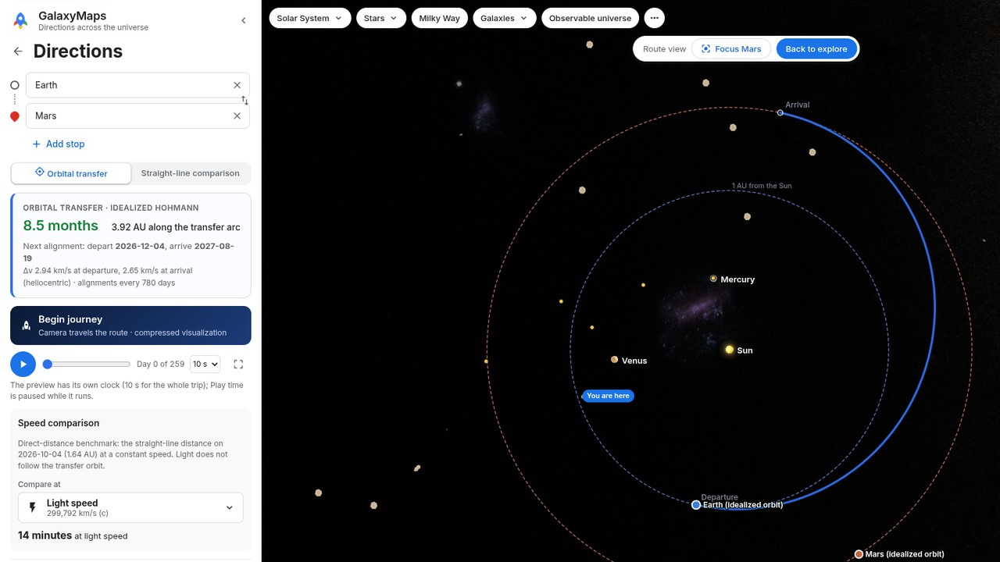 GalaxyMaps
Directions across the universe
Directions
Earth
Mars
Add stop
Orbital transfer
Straight-line comparison
ORBITAL TRANSFER · IDEALIZED HOHMANN
8.5 months 3.92 AU along the transfer arc
Next alignment: depart 2026-12-04, arrive 2027-08-
19
Δv 2.94 km/s at departure, 2.65 km/s at arrival
(heliocentric) · alignments every 780 days
Begin journey
Camera travels the route · compressed visualization
Day 0 of 259 10 s
The preview has its own clock (10 s for the whole trip); Play time
is paused while it runs.
Speed comparison
Direct-distance benchmark: the straight-line distance on
2026-10-04 (1.64 AU) at a constant speed. Light does not
follow the transfer orbit.
Compare at
Light speed
299,792 km/s (c)
14 minutes at light speed
Solar System
Stars
Milky Way
Galaxies
Observable universe
Route view
Focus Mars
Back to explore
Arrival
1 AU from the Sun
Mercury
Sun
Venus
You are here
Departure
Earth (idealized orbit)
Mars (idealized orbit)